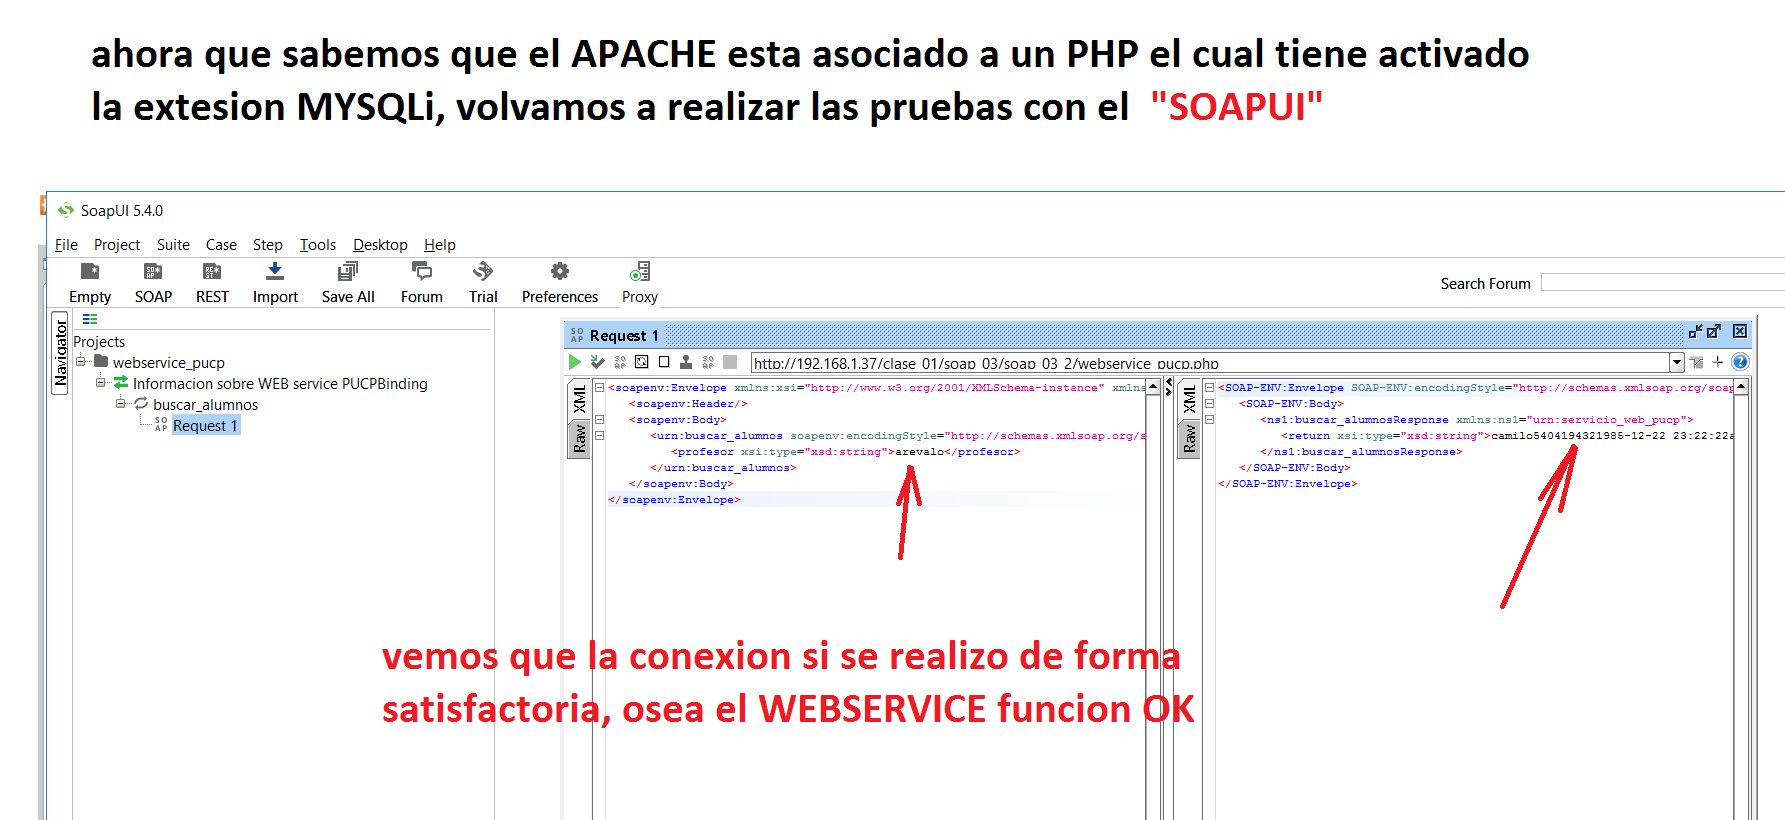 ahora que sabemos que el APACHE esta asociado a un PHP el cual tiene activado
la extesion MYSQLi, volvamos a realizar las pruebas con el "SOAPUI"
SoapUI 5.4.0
File Project Suite Case Step Tools Desktop Help
Empty SOAP REST Import Save All Forum Trial Preferences Proxy
Search Forum
Navigator
Projects
webservice_pucp
Informacion sobre WEB service PUCPBinding
buscar_alumnos
Request 1
Request 1
http://192.168.1.37/clase_01/soap_03/soap_03_2/webservice_pucp.php
XML
Raw
<soapenv:Envelope xmlns:xsi="http://www.w3.org/2001/XMLSchema-instance" xmlns
<soapenv:Header/>
<soapenv:Body>
<urn:buscar_alumnos soapenv:encodingStyle="http://schemas.xmlsoap.org/s
<profesor xsi:type="xsd:string">arevalo</profesor>
</urn:buscar_alumnos>
</soapenv:Body>
</soapenv:Envelope>
XML
Raw
<SOAP-ENV:Envelope SOAP-ENV:encodingStyle="http://schemas.xmlsoap.org/soap
<SOAP-ENV:Body>
<ns1:buscar_alumnosResponse xmlns:ns1="urn:servicio_web_pucp">
<return xsi:type="xsd:string">camilo5404194321985-12-22 23:22:22a
</ns1:buscar_alumnosResponse>
</SOAP-ENV:Body>
</SOAP-ENV:Envelope>
vemos que la conexion si se realizo de forma
satisfactoria, osea el WEBSERVICE funcion OK